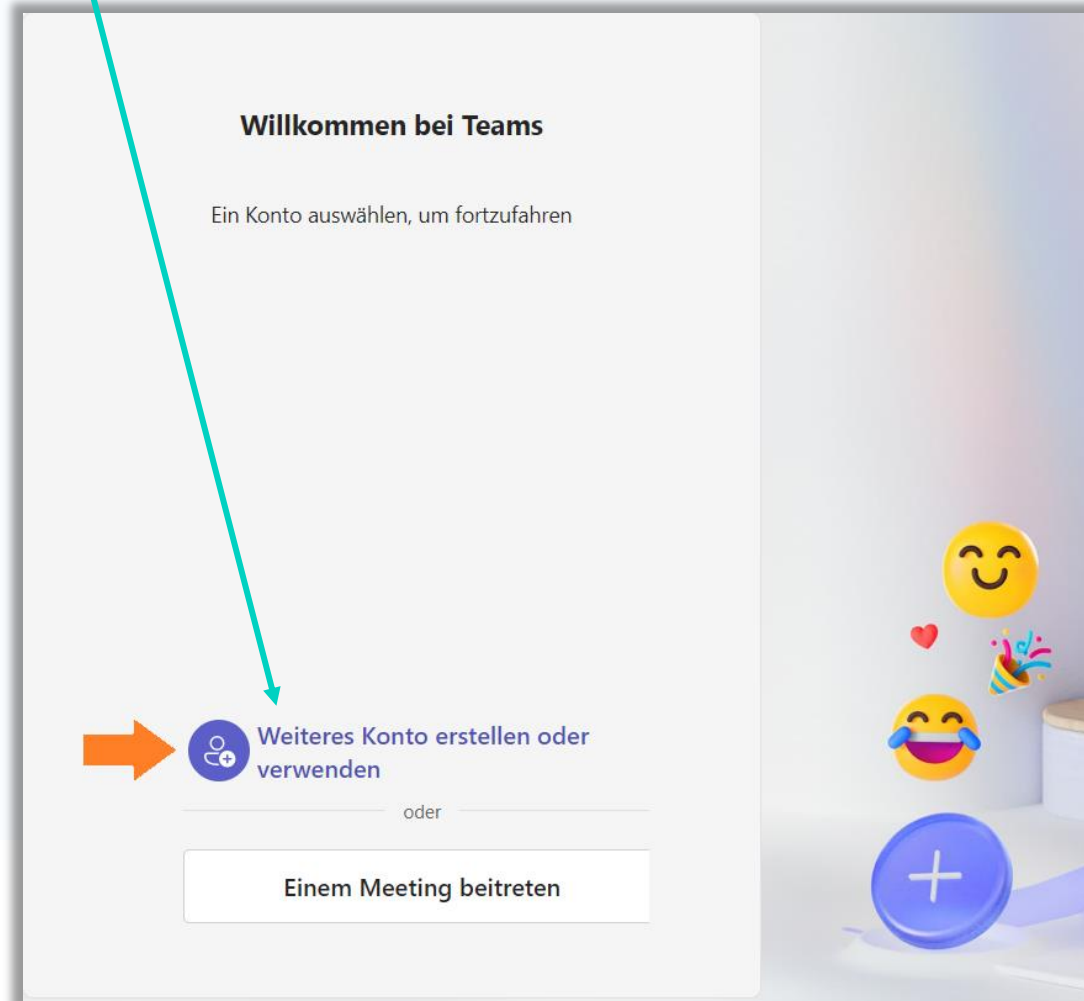 Willkommen bei Teams
Ein Konto auswählen, um fortzufahren
Weiteres Konto erstellen oder
verwenden
oder
Einem Meeting beitreten